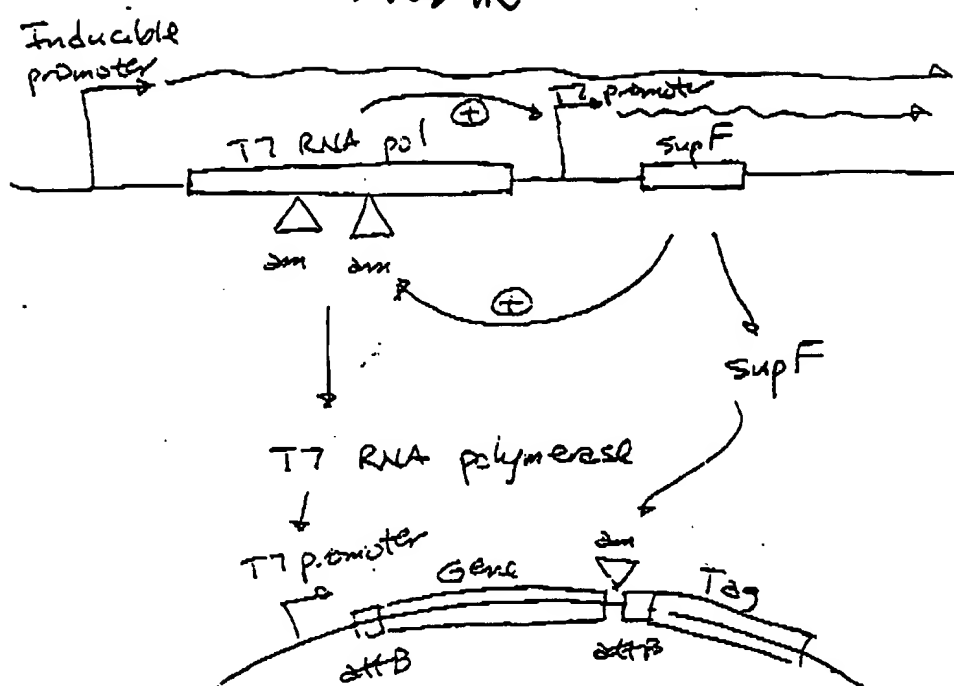 Inducible
promoter
T7 promoter
+
T7 RNA pol
supF
am am
+
supF
T7 RNA polymerase
T7 promoter
am
Gene
Tag
attB attB